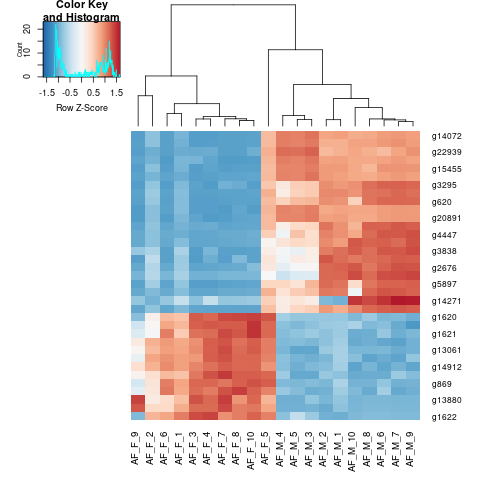 Color Key
and Histogram
Count
0 10 20
-1.5 -0.5 0.5 1.5
Row Z-Score
g14072
g22939
g15455
g3295
g620
g20891
g4447
g3838
g2676
g5897
g14271
g1620
g1621
g13061
g14912
g869
g13880
g1622
AF_F_9
AF_F_2
AF_F_6
AF_F_1
AF_F_3
AF_F_4
AF_F_7
AF_F_8
AF_F_10
AF_F_5
AF_M_4
AF_M_5
AF_M_3
AF_M_2
AF_M_1
AF_M_10
AF_M_8
AF_M_6
AF_M_7
AF_M_9